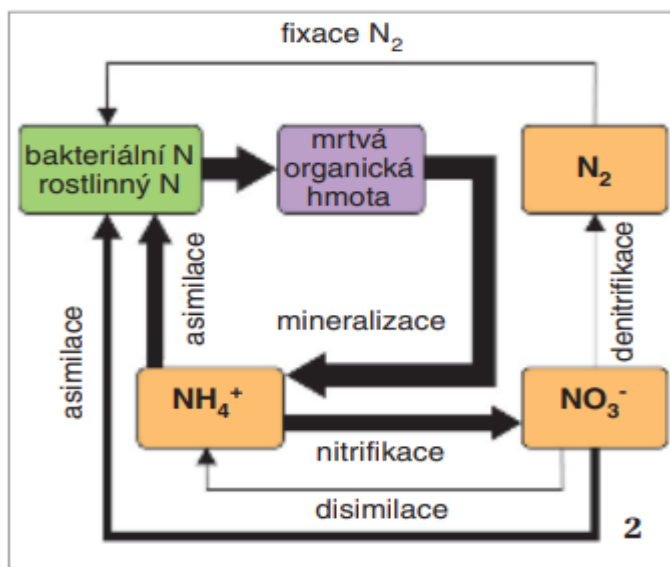 fixace N₂
bakteriální N
rostlinný N
mrtvá
organická
hmota
N₂
asimilace
asimilace
mineralizace
denitrifikace
NH₄⁺
NO₃⁻
nitrifikace
disimilace
2